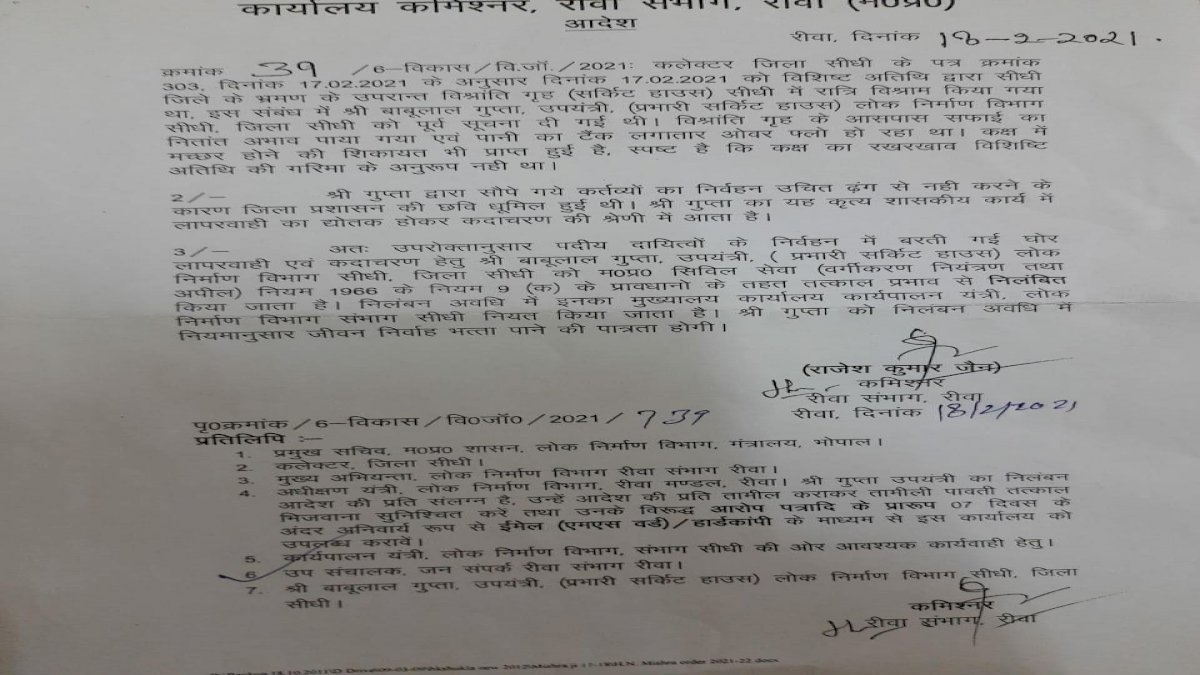 कार्यालय कमिश्नर, रीवा संभाग, रीवा (म०प्र०)
आदेश
रीवा, दिनांक 18-2-2021.
क्रमांक 39 /6-विकास/वि.जॉ./2021: कलेक्टर जिला सीधी के पत्र क्रमांक
303, दिनांक 17.02.2021 के अनुसार दिनांक 17.02.2021 को विशिष्ट अतिथि द्वारा सीधी
जिले के भ्रमण के उपरान्त विश्रांति गृह (सर्किट हाउस) सीधी में रात्रि विश्राम किया गया
था, इस संबंध में श्री बाबूलाल गुप्ता, उपयंत्री, (प्रभारी सर्किट हाउस) लोक निर्माण विभाग
सीधी, जिला सीधी को पूर्व सूचना दी गई थी। विश्रांति गृह के आसपास सफाई का
नितांत अभाव पाया गया एवं पानी का टैंक लगातार ओवर फ्लो हो रहा था। कक्ष में
मच्छर होने की शिकायत भी प्राप्त हुई है, स्पष्ट है कि कक्ष का रखरखाव विशिष्टि
अतिथि की गरिमा के अनुरूप नही था।
2/- श्री गुप्ता द्वारा सौपे गये कर्तव्यों का निर्वहन उचित ढ़ंग से नही करने के
कारण जिला प्रशासन की छवि धूमिल हुई थी। श्री गुप्ता का यह कृत्य शासकीय कार्य में
लापरवाही का द्योतक होकर कदाचरण की श्रेणी में आता है।
3/- अतः उपरोक्तानुसार पदीय दायित्वों के निर्वहन में बरती गई घोर
लापरवाही एवं कदाचरण हेतु श्री बाबूलाल गुप्ता, उपयंत्री, ( प्रभारी सर्किट हाउस) लोक
निर्माण विभाग सीधी, जिला सीधी को म०प्र० सिविल सेवा (वर्गीकरण नियंत्रण तथा
अपील) नियम 1966 के नियम 9 (क) के प्रावधानो के तहत तत्काल प्रभाव से निलंबित
किया जाता है। निलंबन अवधि में इनका मुख्यालय कार्यालय कार्यपालन यंत्री, लोक
निर्माण विभाग संभाग सीधी नियत किया जाता है। श्री गुप्ता को निलंबन अवधि में
नियमानुसार जीवन निर्वाह भत्ता पाने की पात्रता होगी।
(राजेश कुमार जैन)
कमिश्नर
रीवा संभाग, रीवा
रीवा, दिनांक 18/2/2021
पृ०क्रमांक/6-विकास/वि०जॉ०/2021/739
प्रतिलिपि :-
1. प्रमुख सचिव, म०प्र० शासन, लोक निर्माण विभाग, मंत्रालय, भोपाल।
2. कलेक्टर, जिला सीधी।
3. मुख्य अभियन्ता, लोक निर्माण विभाग रीवा संभाग रीवा।
4. अधीक्षण यंत्री, लोक निर्माण विभाग, रीवा मण्डल, रीवा। श्री गुप्ता उपयंत्री का निलंबन
आदेश की प्रति संलग्न है, उन्हें आदेश की प्रति तामील कराकर तामीली पावती तत्काल
भिजवाना सुनिश्चित करें तथा उनके विरूद्ध आरोप पत्रादि के प्रारूप 07 दिवस के
अंदर अनिवार्य रूप से ईमेल (एमएस वर्ड)/हार्डकांपी के माध्यम से इस कार्यालय को
उपलब्ध करावें।
5. कार्यपालन यंत्री, लोक निर्माण विभाग, संभाग सीधी की ओर आवश्यक कार्यवाही हेतु।
6. उप संचालक, जन संपर्क रीवा संभाग रीवा।
7. श्री बाबूलाल गुप्ता, उपयंत्री, (प्रभारी सर्किट हाउस) लोक निर्माण विभाग सीधी, जिला
सीधी।
कमिश्नर
रीवा संभाग, रीवा